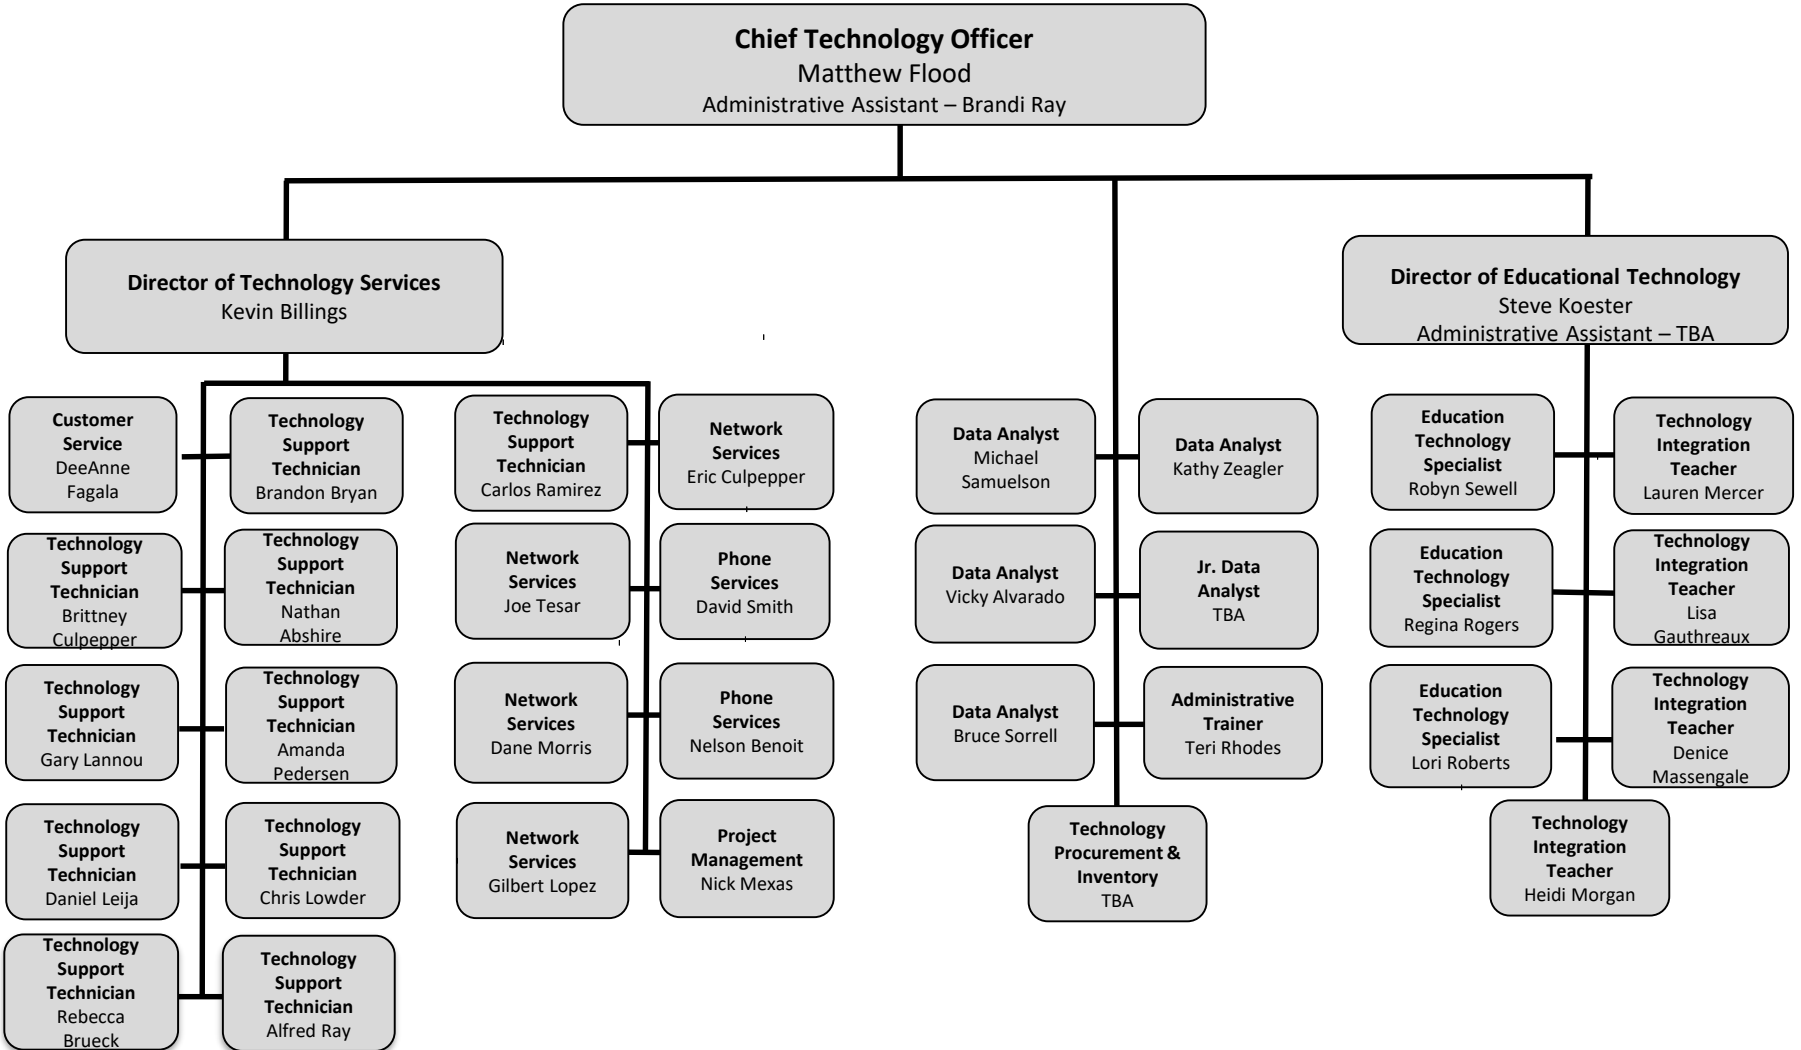 Chief Technology Officer
Matthew Flood
Administrative Assistant – Brandi Ray
Director of Technology Services
Kevin Billings
Director of Educational Technology
Steve Koester
Administrative Assistant – TBA
Customer
Service
DeeAnne
Fagala
Technology
Support
Technician
Brandon Bryan
Technology
Support
Technician
Carlos Ramirez
Network
Services
Eric Culpepper
Data Analyst
Michael
Samuelson
Data Analyst
Kathy Zeagler
Education
Technology
Specialist
Robyn Sewell
Technology
Integration
Teacher
Lauren Mercer
Technology
Support
Technician
Brittney
Culpepper
Technology
Support
Technician
Nathan
Abshire
Network
Services
Joe Tesar
Phone
Services
David Smith
Data Analyst
Vicky Alvarado
Jr. Data
Analyst
TBA
Education
Technology
Specialist
Regina Rogers
Technology
Integration
Teacher
Lisa
Gauthreaux
Technology
Support
Technician
Gary Lannou
Technology
Support
Technician
Amanda
Pedersen
Network
Services
Dane Morris
Phone
Services
Nelson Benoit
Data Analyst
Bruce Sorrell
Administrative
Trainer
Teri Rhodes
Education
Technology
Specialist
Lori Roberts
Technology
Integration
Teacher
Denice
Massengale
Technology
Support
Technician
Daniel Leija
Technology
Support
Technician
Chris Lowder
Network
Services
Gilbert Lopez
Project
Management
Nick Mexas
Technology
Procurement &
Inventory
TBA
Technology
Integration
Teacher
Heidi Morgan
Technology
Support
Technician
Rebecca
Brueck
Technology
Support
Technician
Alfred Ray